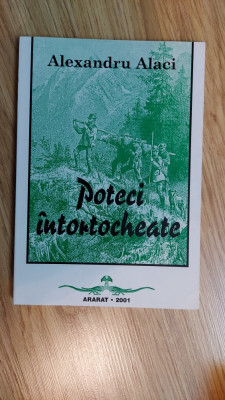 Alexandru Alaci
Poteci
întortocheate
ARARAT • 2001